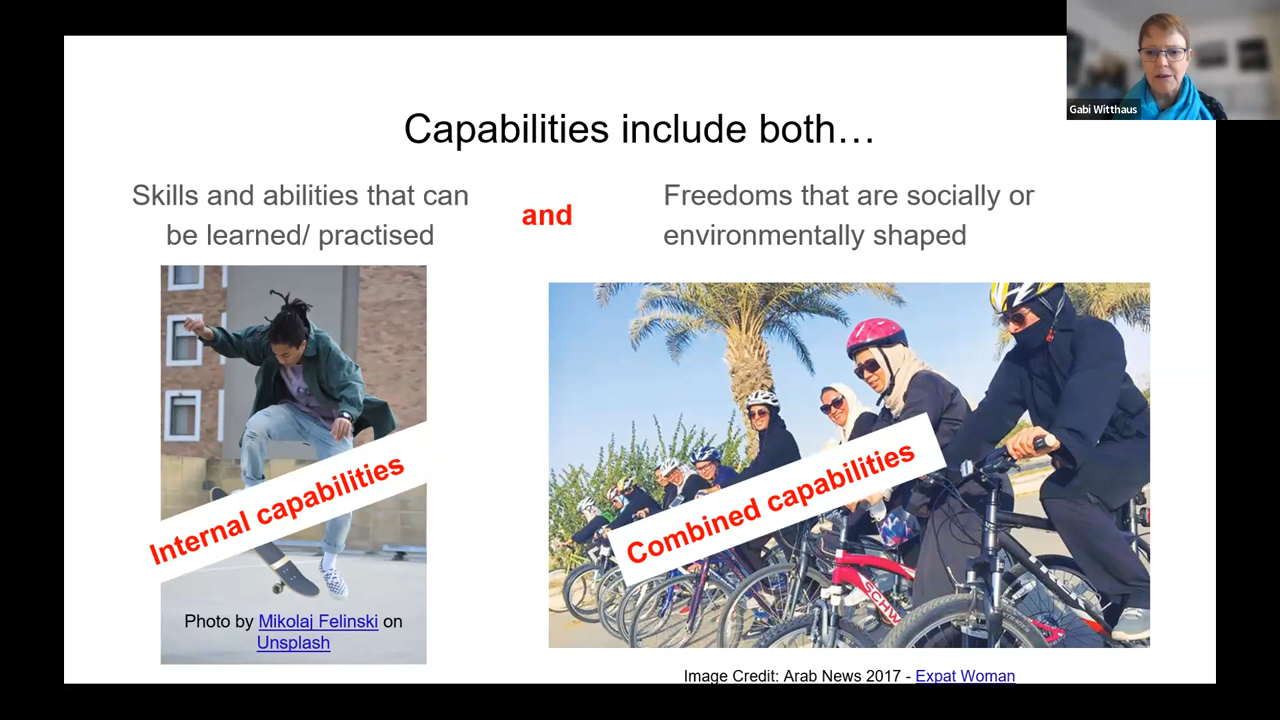 Gabi Witthaus
Capabilities include both…
Skills and abilities that can
be learned/ practised
and
Freedoms that are socially or
environmentally shaped
Internal capabilities
Photo by Mikolaj Felinski on
Unsplash
Combined capabilities
SCHW
Image Credit: Arab News 2017 - Expat Woman